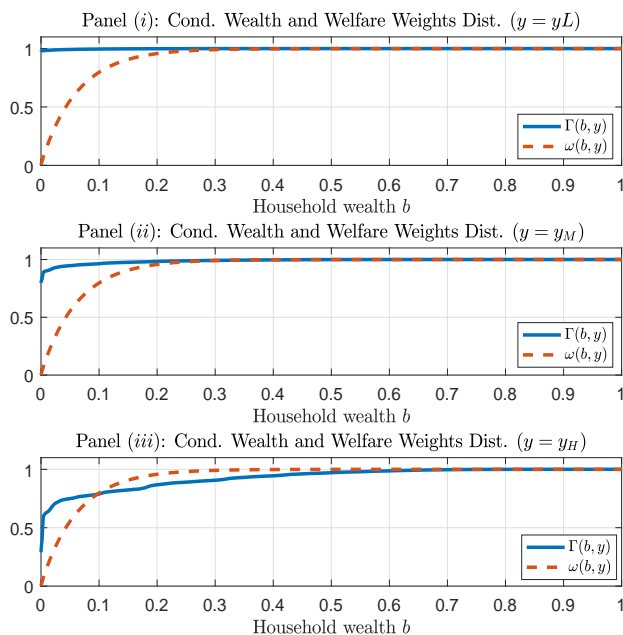 Panel (i): Cond. Wealth and Welfare Weights Dist. (y = yL)
1
0.5
0
0 0.1 0.2 0.3 0.4 0.5 0.6 0.7 0.8 0.9 1
Γ(b, y)
ω(b, y)
Household wealth b
Panel (ii): Cond. Wealth and Welfare Weights Dist. (y = y_M)
1
0.5
0
0 0.1 0.2 0.3 0.4 0.5 0.6 0.7 0.8 0.9 1
Γ(b, y)
ω(b, y)
Household wealth b
Panel (iii): Cond. Wealth and Welfare Weights Dist. (y = y_H)
1
0.5
0
0 0.1 0.2 0.3 0.4 0.5 0.6 0.7 0.8 0.9 1
Γ(b, y)
ω(b, y)
Household wealth b